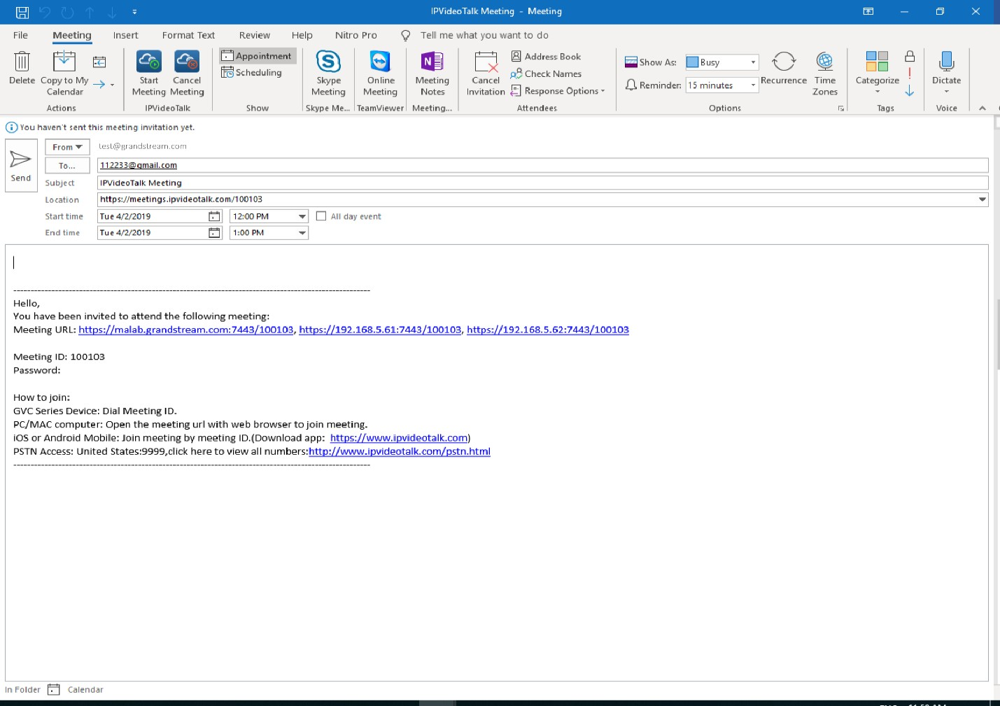 IPVideoTalk Meeting - Meeting
File Meeting Insert Format Text Review Help Nitro Pro Tell me what you want to do
Delete
Copy to My Calendar
Actions
Start Meeting
Cancel Meeting
IPVideoTalk
Appointment
Scheduling
Show
Skype Meeting
Skype Me...
Online Meeting
TeamViewer
Meeting Notes
Meeting...
Cancel Invitation
Address Book
Check Names
Response Options
Attendees
Show As: Busy
Reminder: 15 minutes
Recurrence
Time Zones
Options
Categorize
Tags
Dictate
Voice
You haven't sent this meeting invitation yet.
Send
From test@grandstream.com
To... 112233@gmail.com
Subject IPVideoTalk Meeting
Location https://meetings.ipvideotalk.com/100103
Start time Tue 4/2/2019 12:00 PM All day event
End time Tue 4/2/2019 1:00 PM
Hello,
You have been invited to attend the following meeting:
Meeting URL: https://malab.grandstream.com:7443/100103, https://192.168.5.61:7443/100103, https://192.168.5.62:7443/100103
Meeting ID: 100103
Password:
How to join:
GVC Series Device: Dial Meeting ID.
PC/MAC computer: Open the meeting url with web browser to join meeting.
iOS or Android Mobile: Join meeting by meeting ID.(Download app: https://www.ipvideotalk.com)
PSTN Access: United States:9999,click here to view all numbers:http://www.ipvideotalk.com/pstn.html
In Folder Calendar